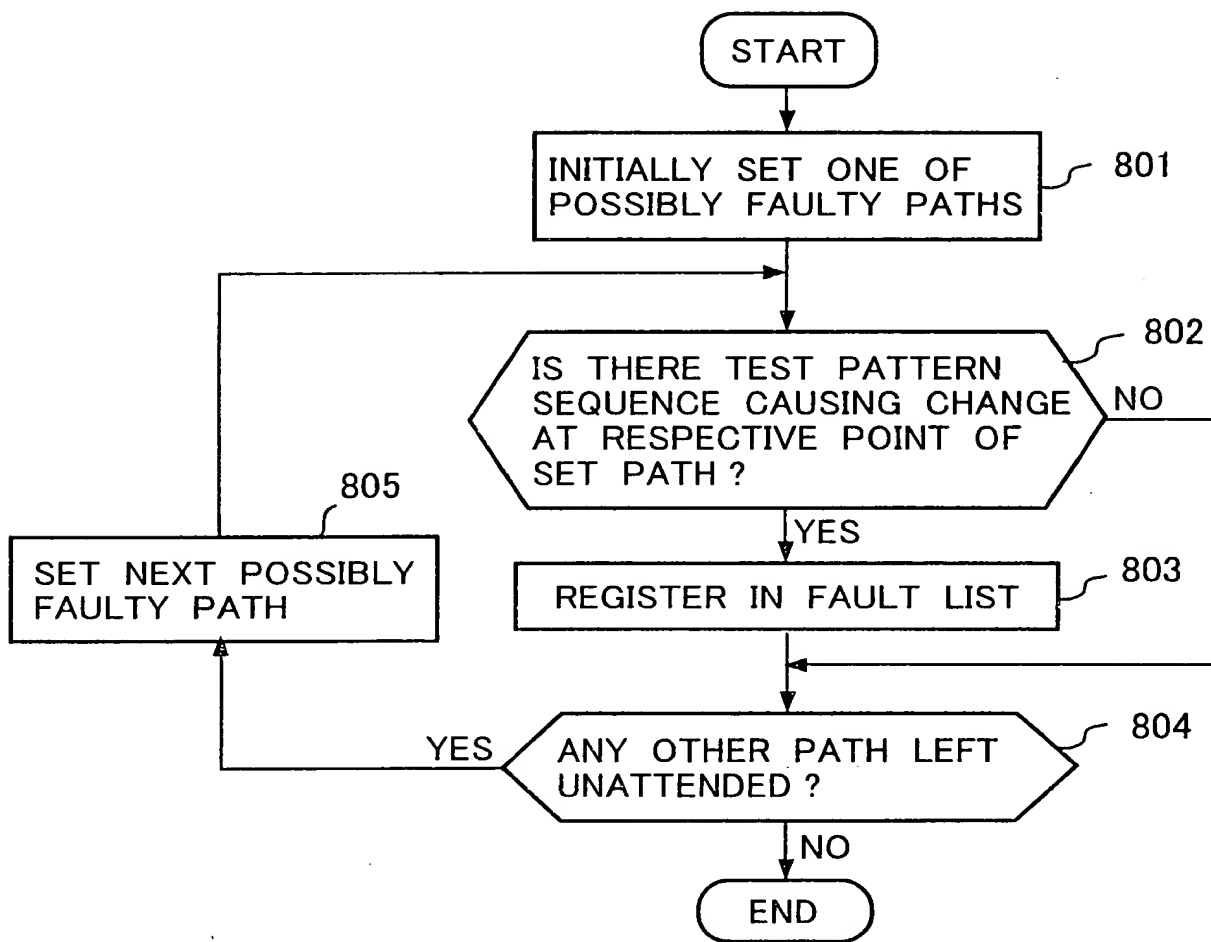 START
INITIALLY SET ONE OF
POSSIBLY FAULTY PATHS
801
IS THERE TEST PATTERN
SEQUENCE CAUSING CHANGE
AT RESPECTIVE POINT OF
SET PATH ?
802
NO
YES
805
SET NEXT POSSIBLY
FAULTY PATH
REGISTER IN FAULT LIST
803
YES
ANY OTHER PATH LEFT
UNATTENDED ?
804
NO
END